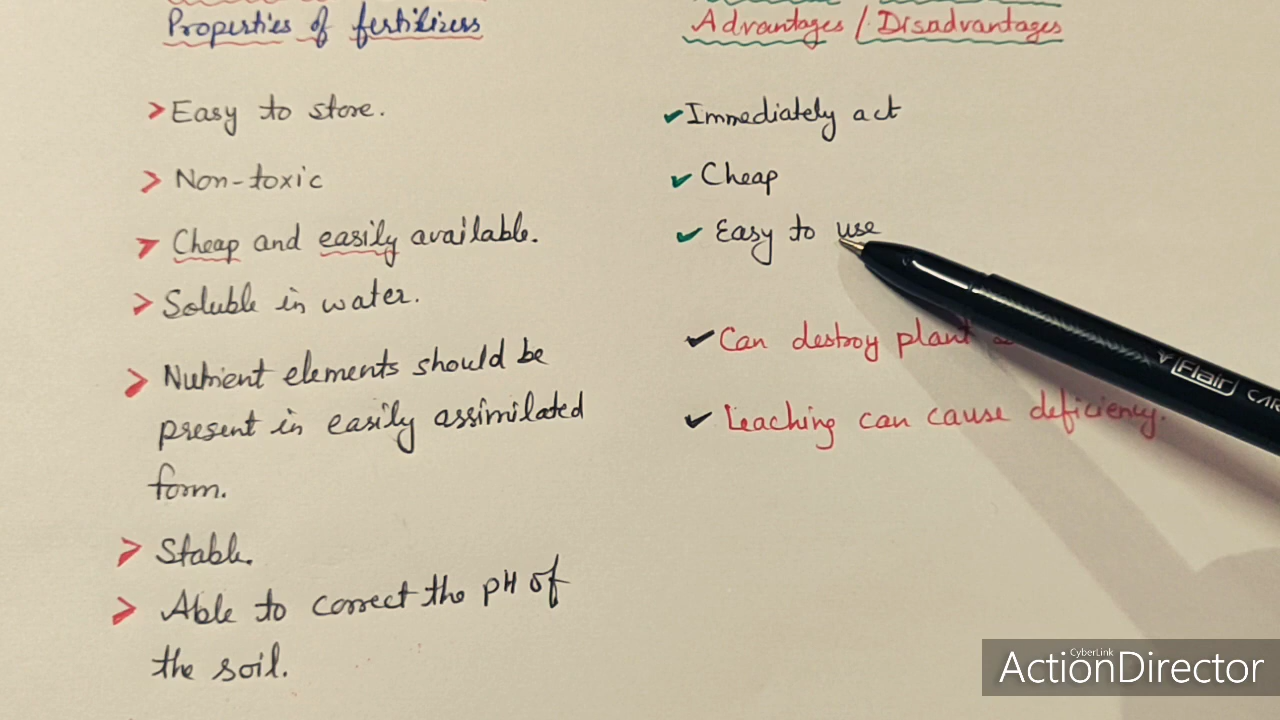 Properties of fertilizers
Easy to store.
Non-toxic
Cheap and easily available.
Soluble in water.
Nutrient elements should be
present in easily assimilated
form.
Stable.
Able to correct the pH of
the soil.
Advantages / Disadvantages
Immediately act
Cheap
Easy to use
Can destroy plant
Leaching can cause deficiency.
Flair
CyberLink
ActionDirector